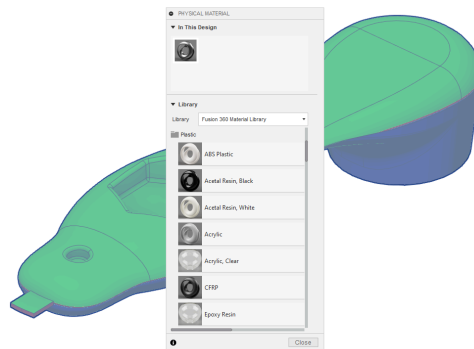 PHYSICAL MATERIAL
In This Design
Library
Library Fusion 360 Material Library
Plastic
ABS Plastic
Acetal Resin, Black
Acetal Resin, White
Acrylic
Acrylic, Clear
CFRP
Epoxy Resin
Close